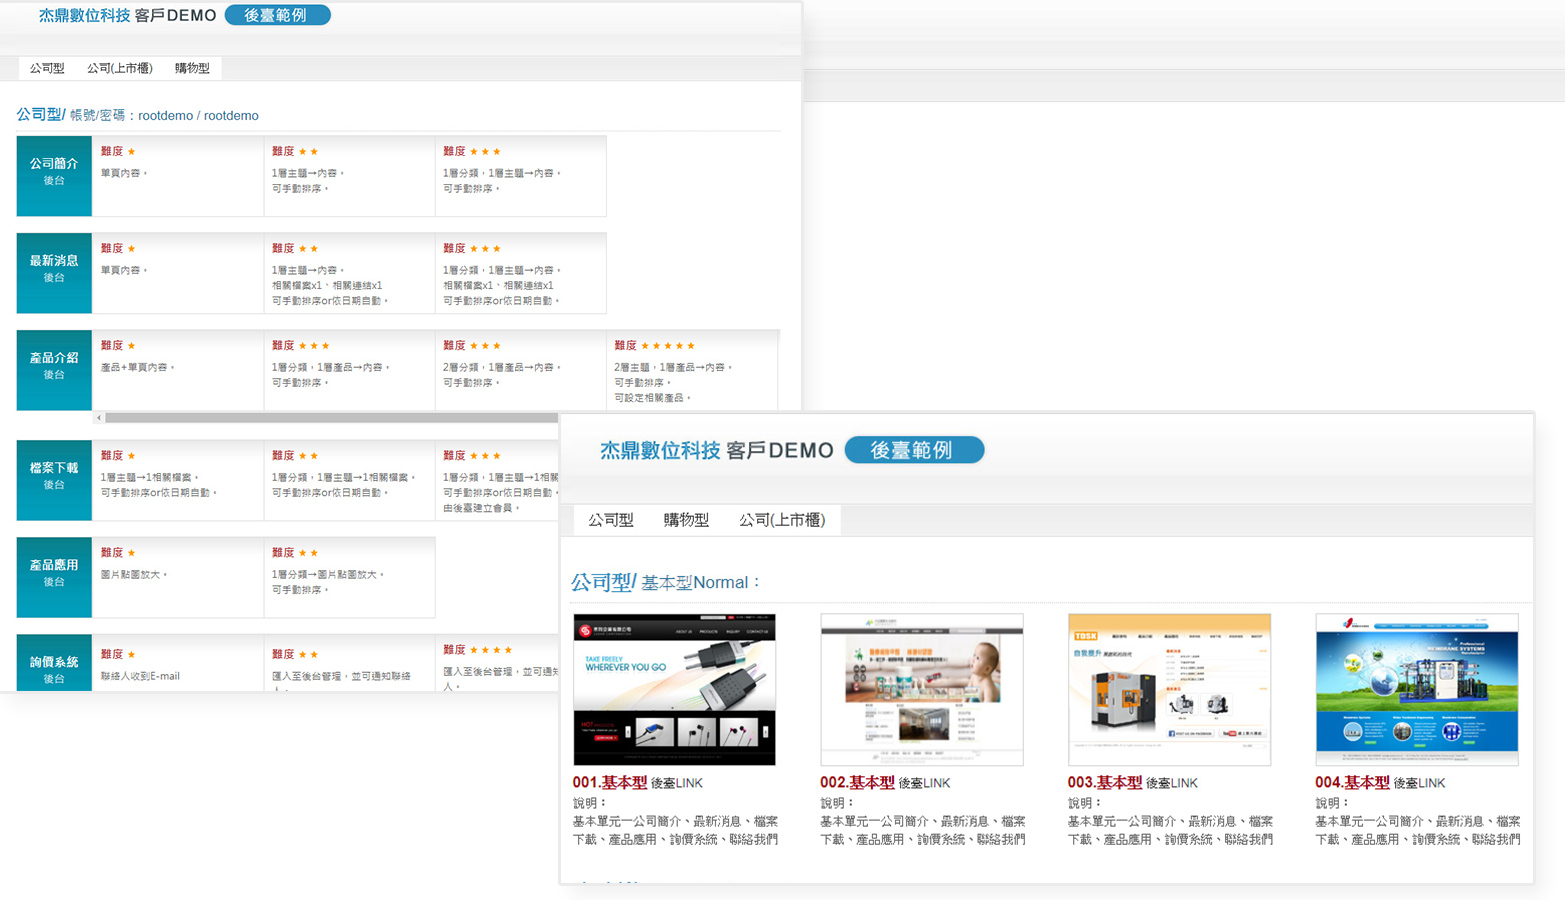 杰鼎數位科技 客戶DEMO 後臺範例
公司型 公司(上市櫃) 購物型
公司型/ 帳號/密碼：rootdemo / rootdemo
公司簡介
後台
難度 ★
單頁內容。
難度 ★★
1層主題→內容。
可手動排序。
難度 ★★★
1層分類，1層主題→內容。
可手動排序。
最新消息
後台
難度 ★
單頁內容。
難度 ★★
1層主題→內容。
相關檔案x1、相關連結x1
可手動排序or依日期自動。
難度 ★★★
1層分類，1層主題→內容。
相關檔案x1、相關連結x1
可手動排序or依日期自動。
產品介紹
後台
難度 ★
產品+單頁內容。
難度 ★★★
1層分類，1層產品→內容。
可手動排序。
難度 ★★★
2層分類，1層產品→內容。
可手動排序。
難度 ★★★★★
2層主題，1層產品→內容。
可手動排序。
可設定相關產品。
檔案下載
後台
難度 ★
1層主題→1相關檔案。
可手動排序or依日期自動。
難度 ★★
1層分類，1層主題→1相關檔案。
可手動排序or依日期自動。
難度 ★★★
1層分類，1層主題→1相關
可手動排序or依日期自動
由後臺建立會員。
產品應用
後台
難度 ★
圖片點圖放大。
難度 ★★
1層分類→圖片點圖放大。
可手動排序。
詢價系統
後台
難度 ★
聯絡人收到E-mail
難度 ★★
匯入至後台管理，並可通知聯絡
人。
難度 ★★★★
匯入至後台管理，並可通知
人。
杰鼎數位科技 客戶DEMO 後臺範例
公司型 購物型 公司(上市櫃)
公司型/ 基本型Normal：
TAKE FREELY
WHEREVER YOU GO
HOT
TOSK
自我提升
MEMBRANE SYSTEMS
001.基本型 後臺LINK
說明：
基本單元一公司簡介、最新消息、檔案
下載、產品應用、詢價系統、聯絡我們
002.基本型 後臺LINK
說明：
基本單元一公司簡介、最新消息、檔案
下載、產品應用、詢價系統、聯絡我們
003.基本型 後臺LINK
說明：
基本單元一公司簡介、最新消息、檔案
下載、產品應用、詢價系統、聯絡我們
004.基本型 後臺LINK
說明：
基本單元一公司簡介、最新消息、檔案
下載、產品應用、詢價系統、聯絡我們